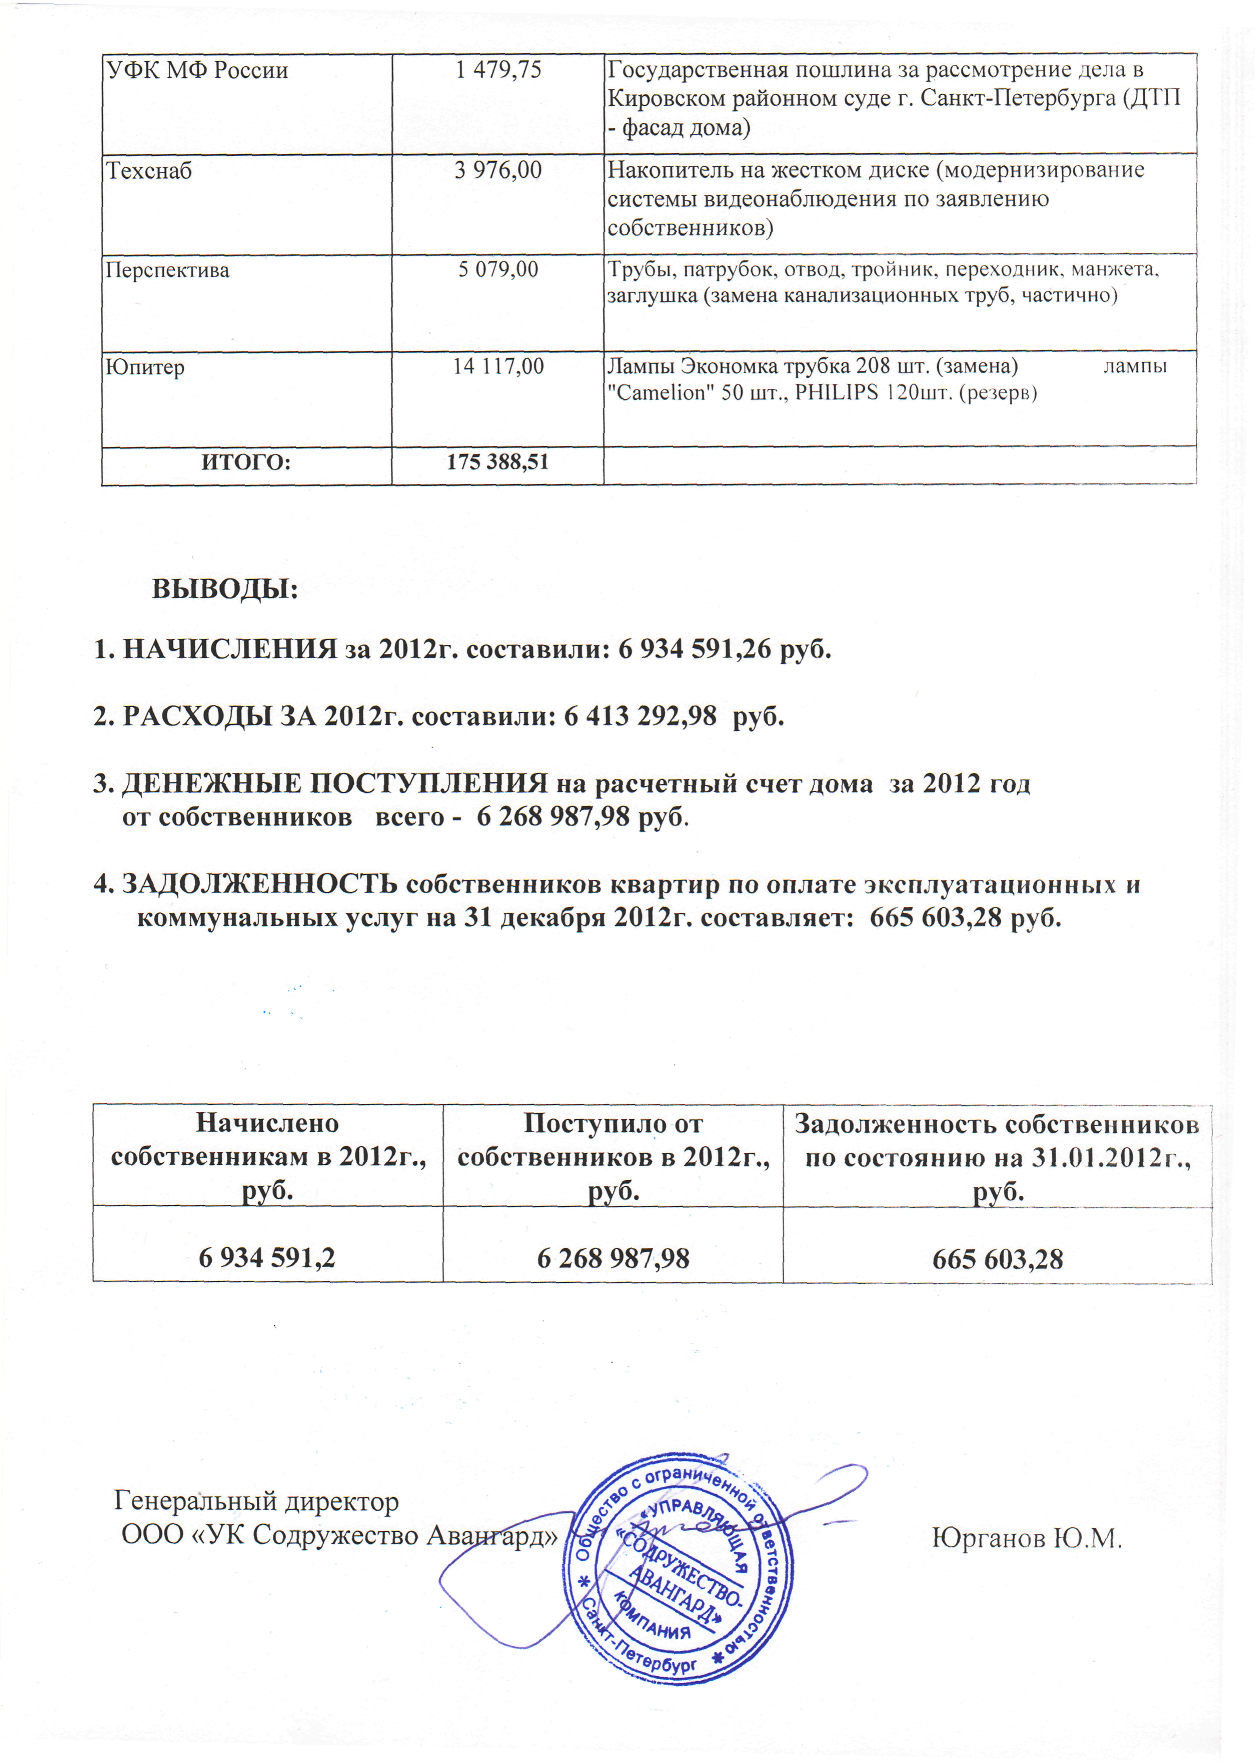 УФК МФ России 1 479,75 Государственная пошлина за рассмотрение дела в
Кировском районном суде г. Санкт-Петербурга (ДТП
- фасад дома)
Техснаб 3 976,00 Накопитель на жестком диске (модернизирование
системы видеонаблюдения по заявлению
собственников)
Перспектива 5 079,00 Трубы, патрубок, отвод, тройник, переходник, манжета,
заглушка (замена канализационных труб, частично)
Юпитер 14 117,00 Лампы Экономка трубка 208 шт. (замена) лампы
"Camelion" 50 шт., PHILIPS 120шт. (резерв)
ИТОГО: 175 388,51
ВЫВОДЫ:
1. НАЧИСЛЕНИЯ за 2012г. составили: 6 934 591,26 руб.
2. РАСХОДЫ ЗА 2012г. составили: 6 413 292,98 руб.
3. ДЕНЕЖНЫЕ ПОСТУПЛЕНИЯ на расчетный счет дома за 2012 год
от собственников всего - 6 268 987,98 руб.
4. ЗАДОЛЖЕННОСТЬ собственников квартир по оплате эксплуатационных и
коммунальных услуг на 31 декабря 2012г. составляет: 665 603,28 руб.
Начислено
собственникам в 2012г.,
руб.
Поступило от
собственников в 2012г.,
руб.
Задолженность собственников
по состоянию на 31.01.2012г.,
руб.
6 934 591,2 6 268 987,98 665 603,28
Генеральный директор
ООО «УК Содружество Авангард» Юрганов Ю.М.
Общество с ограниченной ответственностью
* Санкт-Петербург *
«УПРАВЛЯЮЩАЯ
КОМПАНИЯ
«СОДРУЖЕСТВО-
АВАНГАРД»